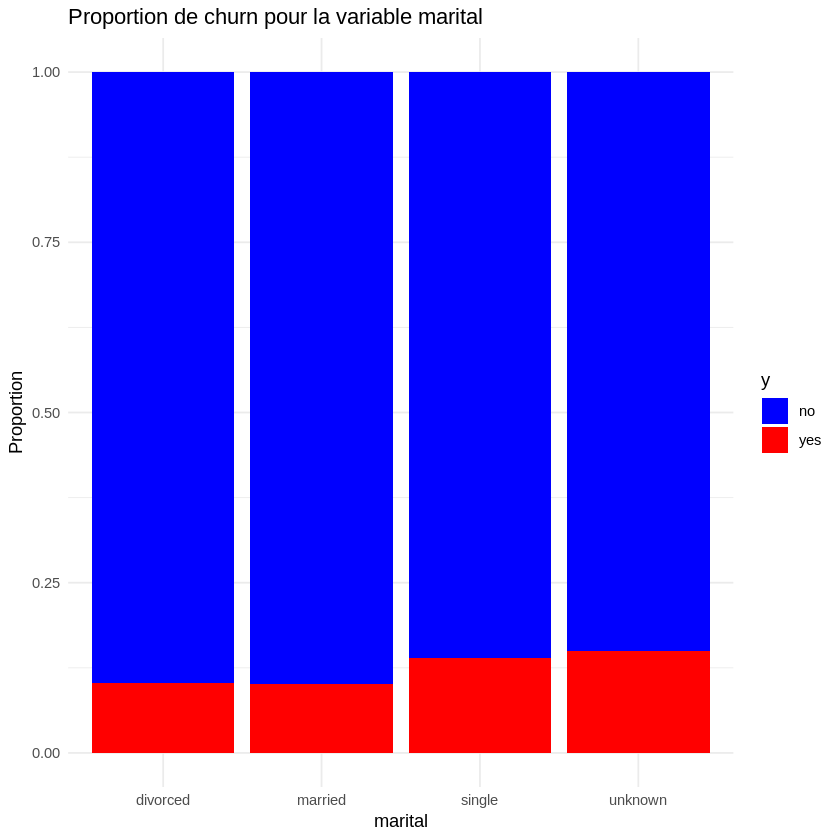 Proportion de churn pour la variable marital
1.00
0.75
0.50
0.25
0.00
Proportion
divorced married single unknown
marital
y
no
yes